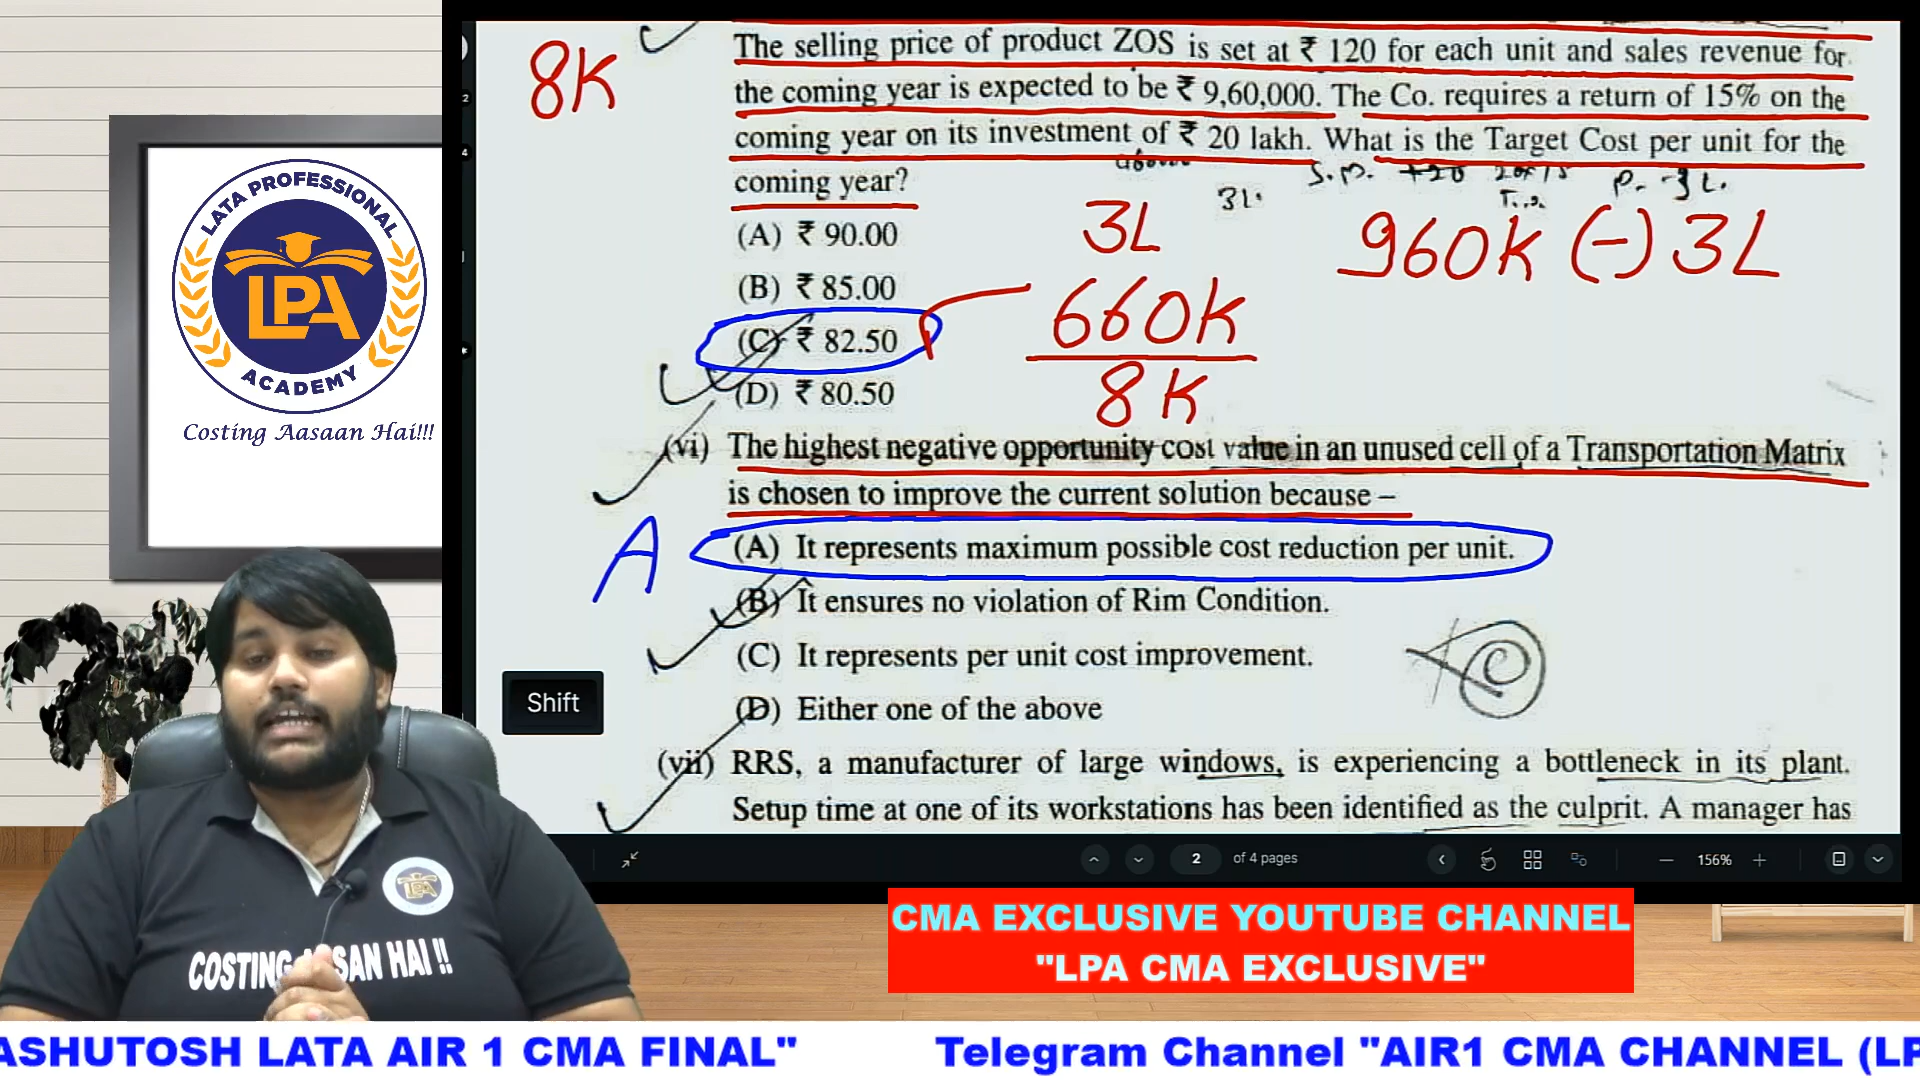 LATA PROFESSIONAL
LPA
ACADEMY
Costing Aasaan Hai!!!
8K
The selling price of product ZOS is set at ₹ 120 for each unit and sales revenue for
the coming year is expected to be ₹ 9,60,000. The Co. requires a return of 15% on the
coming year on its investment of ₹ 20 lakh. What is the Target Cost per unit for the
coming year?
3L.
(A) ₹ 90.00
3L
960K (-) 3L
(B) ₹ 85.00
660K
(C) ₹ 82.50
8K
(D) ₹ 80.50
(vi) The highest negative opportunity cost value in an unused cell of a Transportation Matrix
is chosen to improve the current solution because –
A
(A) It represents maximum possible cost reduction per unit.
(B) It ensures no violation of Rim Condition.
(C) It represents per unit cost improvement.
(D) Either one of the above
Shift
(vii) RRS, a manufacturer of large windows, is experiencing a bottleneck in its plant.
Setup time at one of its workstations has been identified as the culprit. A manager has
2 of 4 pages
156%
LPA
COSTING AASAN HAI !!
CMA EXCLUSIVE YOUTUBE CHANNEL
"LPA CMA EXCLUSIVE"
ASHUTOSH LATA AIR 1 CMA FINAL"
Telegram Channel "AIR1 CMA CHANNEL (LP